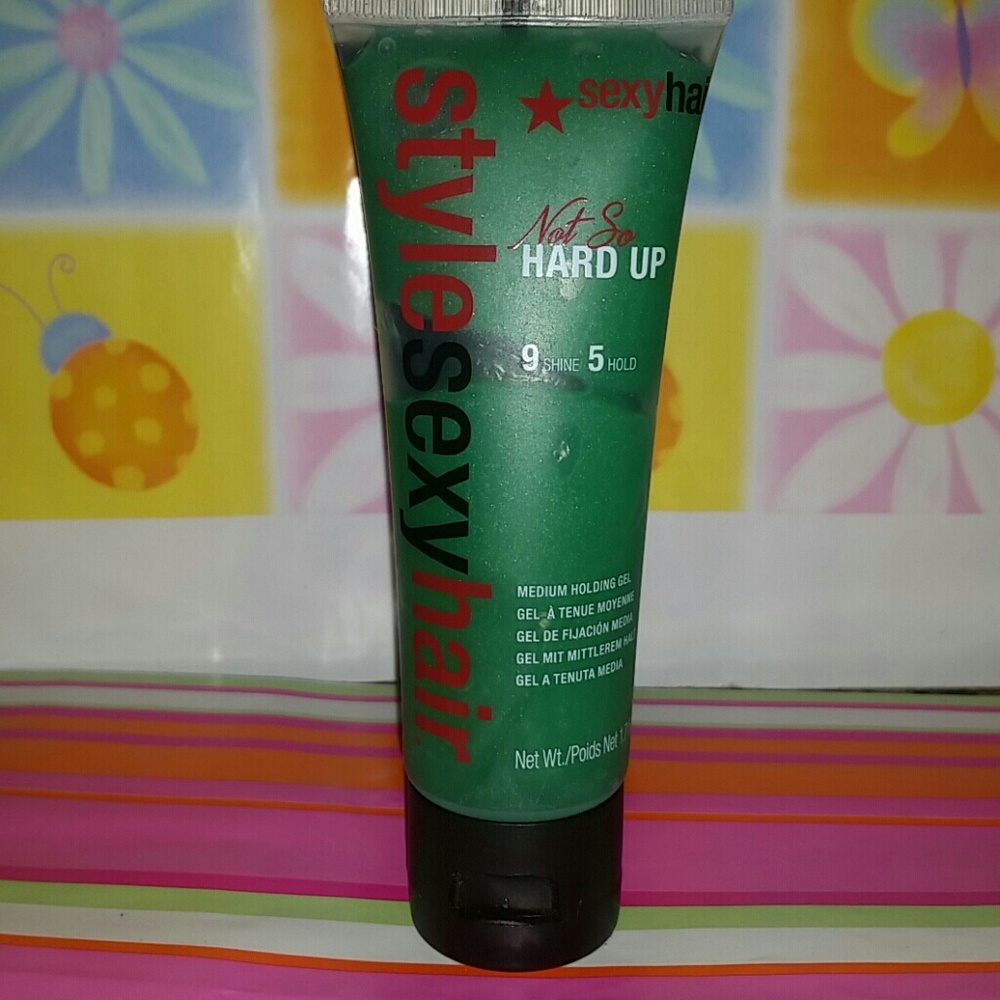 stylesexyhair
sexyhai
Not So
HARD UP
9 SHINE 5 HOLD
MEDIUM HOLDING GEL
GEL À TENUE MOYENNE
GEL DE FIJACIÓN MEDIA
GEL MIT MITTLEREM
GEL A TENUTA MEDIA
Net Wt./Poids Net